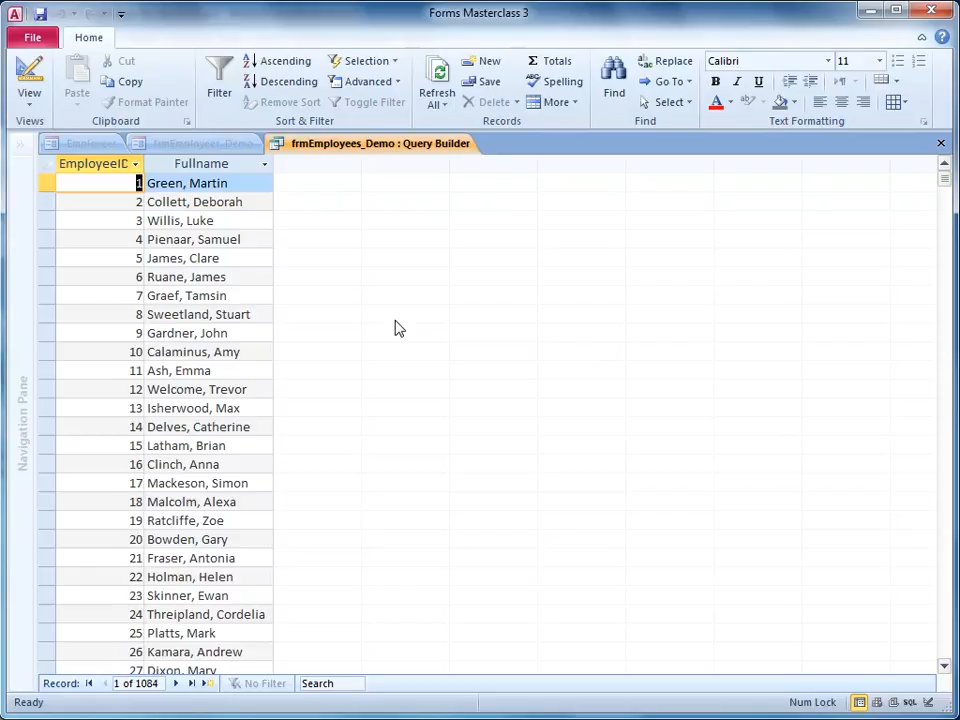 Forms Masterclass 3
File Home
View
Views
Paste
Cut
Copy
Format Painter
Clipboard
Filter
Ascending
Descending
Remove Sort
Selection
Advanced
Toggle Filter
Sort & Filter
Refresh
All
New
Save
Delete
Totals
Spelling
More
Records
Find
Replace
Go To
Select
Find
Calibri 11
B I U
A
Text Formatting
Employees frmEmployees_Demo frmEmployees_Demo : Query Builder
EmployeeID Fullname
1 Green, Martin
2 Collett, Deborah
3 Willis, Luke
4 Pienaar, Samuel
5 James, Clare
6 Ruane, James
7 Graef, Tamsin
8 Sweetland, Stuart
9 Gardner, John
10 Calaminus, Amy
11 Ash, Emma
12 Welcome, Trevor
13 Isherwood, Max
14 Delves, Catherine
15 Latham, Brian
16 Clinch, Anna
17 Mackeson, Simon
18 Malcolm, Alexa
19 Ratcliffe, Zoe
20 Bowden, Gary
21 Fraser, Antonia
22 Holman, Helen
23 Skinner, Ewan
24 Threipland, Cordelia
25 Platts, Mark
26 Kamara, Andrew
27 Dixon, Mary
Navigation Pane
Record: 1 of 1084 No Filter Search
Ready Num Lock SQL